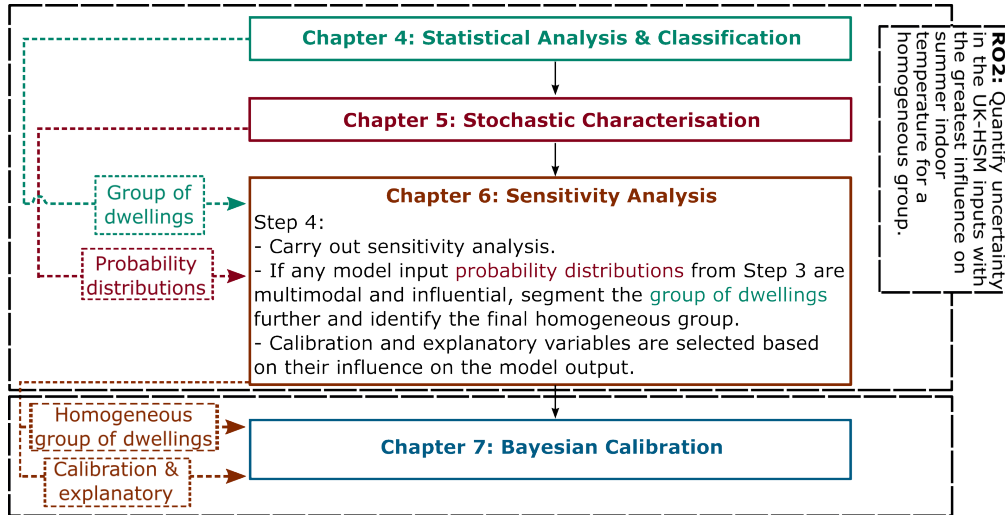 Chapter 4: Statistical Analysis & Classification
Chapter 5: Stochastic Characterisation
Group of
dwellings
Probability
distributions
Chapter 6: Sensitivity Analysis
Step 4:
- Carry out sensitivity analysis.
- If any model input probability distributions from Step 3 are
multimodal and influential, segment the group of dwellings
further and identify the final homogeneous group.
- Calibration and explanatory variables are selected based
on their influence on the model output.
Homogeneous
group of dwellings
Calibration &
explanatory
Chapter 7: Bayesian Calibration
RO2: Quantify uncertainty
in the UK-HSM inputs with
the greatest influence on
summer indoor
temperature for a
homogeneous group.